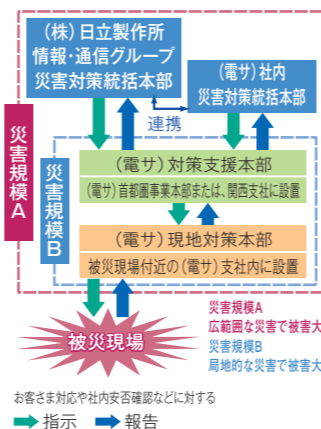 (株)日立製作所
情報・通信グループ
災害対策統括本部
(電サ)社内
災害対策統括本部
連携
災害規模A
災害規模B
(電サ)対策支援本部
(電サ)首都圏事業本部または、関西支社に設置
(電サ)現地対策本部
被災現場付近の(電サ)支社内に設置
被災現場
災害規模A
広範囲な災害で被害大
災害規模B
局地的な災害で被害大
お客さま対応や社内安否確認などに対する
指示 報告